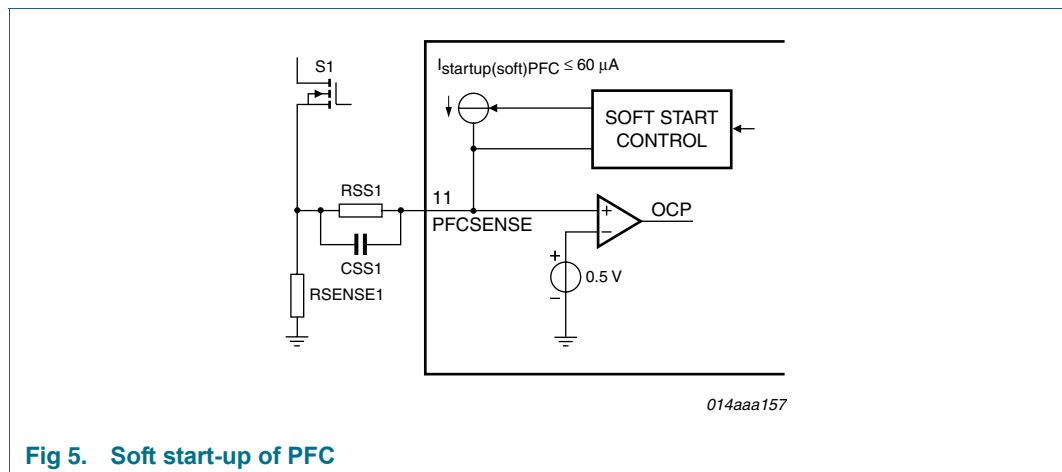 S1
Istartup(soft)PFC ≤ 60 μA
SOFT START
CONTROL
RSS1
11
PFCSENSE
OCP
CSS1
0.5 V
RSENSE1
014aaa157
Fig 5. Soft start-up of PFC